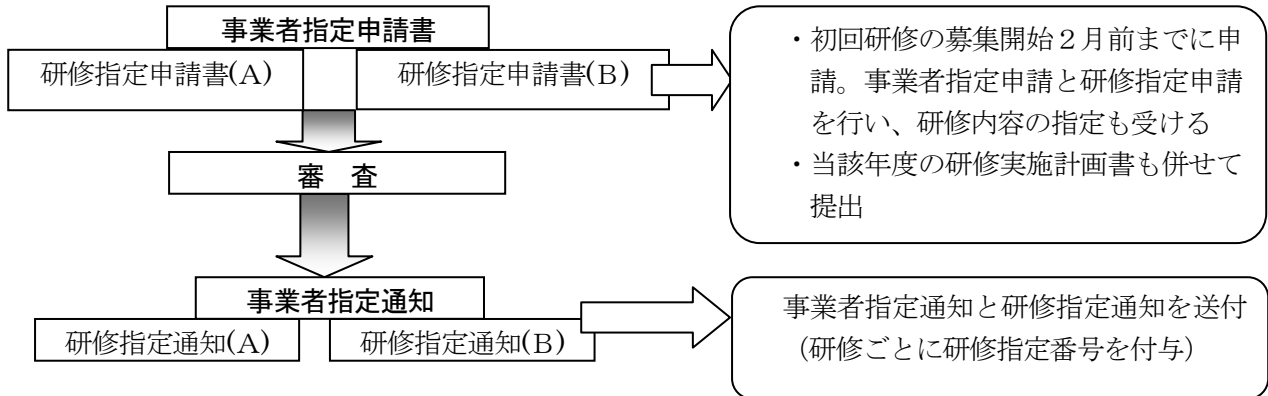 事業者指定申請書
研修指定申請書(A)
研修指定申請書(B)
・初回研修の募集開始２月前までに申
請。事業者指定申請と研修指定申請
を行い、研修内容の指定も受ける
・当該年度の研修実施計画書も併せて
提出
審　査
事業者指定通知
研修指定通知(A)
研修指定通知(B)
事業者指定通知と研修指定通知を送付
（研修ごとに研修指定番号を付与）